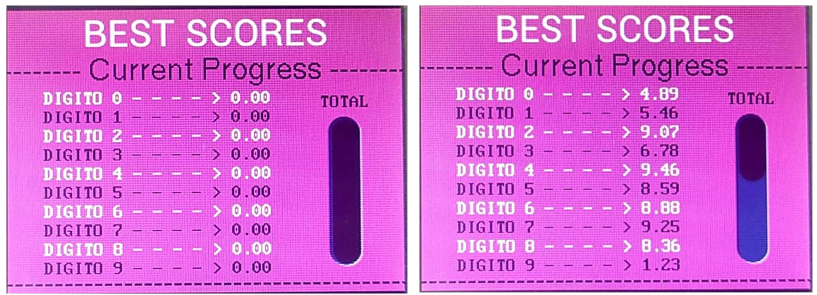 BEST SCORES
Current Progress
DIGITO 0 - - - - > 0.00
TOTAL
DIGITO 1 - - - - > 0.00
DIGITO 2 - - - - > 0.00
DIGITO 3 - - - - > 0.00
DIGITO 4 - - - - > 0.00
DIGITO 5 - - - - > 0.00
DIGITO 6 - - - - > 0.00
DIGITO 7 - - - - > 0.00
DIGITO 8 - - - - > 0.00
DIGITO 9 - - - - > 0.00
BEST SCORES
Current Progress
DIGITO 0 - - - - > 4.89
TOTAL
DIGITO 1 - - - - > 5.46
DIGITO 2 - - - - > 9.07
DIGITO 3 - - - - > 6.78
DIGITO 4 - - - - > 9.46
DIGITO 5 - - - - > 8.59
DIGITO 6 - - - - > 8.88
DIGITO 7 - - - - > 9.25
DIGITO 8 - - - - > 8.36
DIGITO 9 - - - - > 1.23